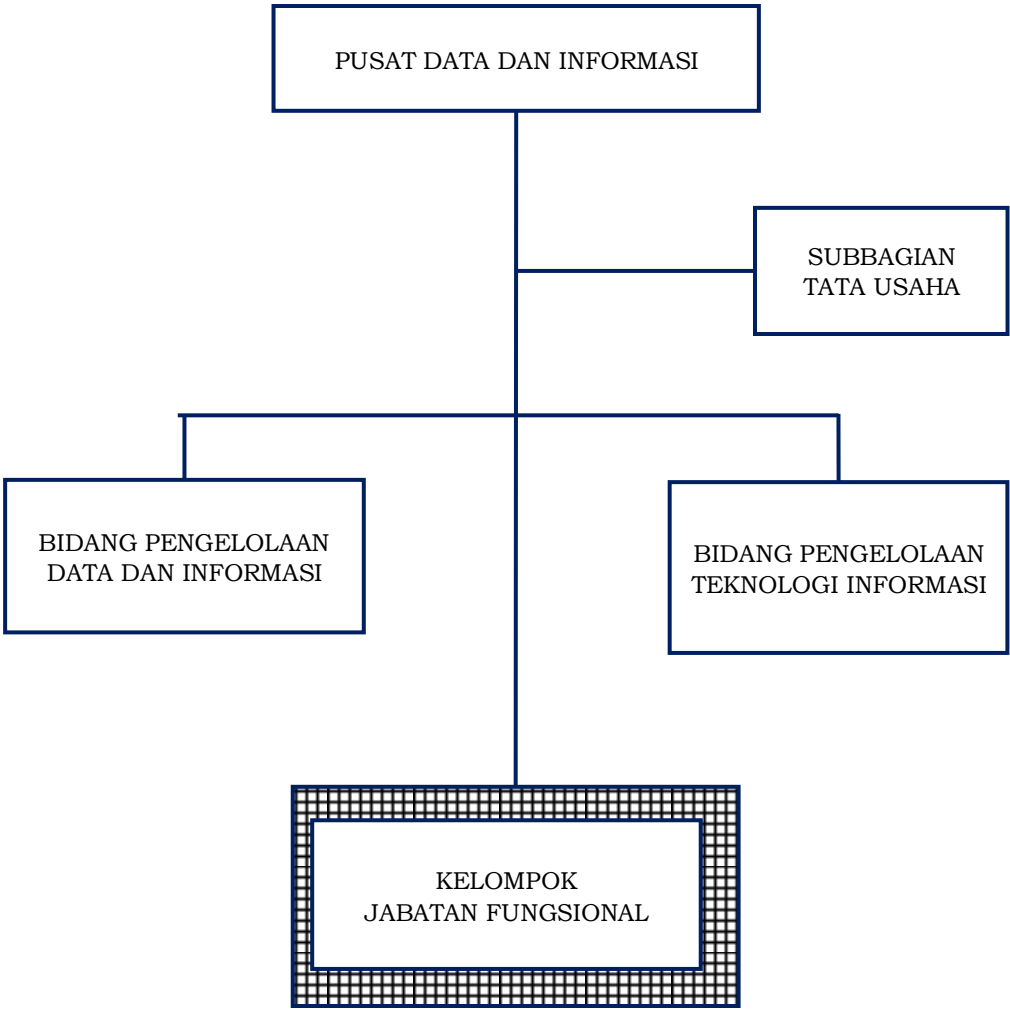 PUSAT DATA DAN INFORMASI
SUBBAGIAN
TATA USAHA
BIDANG PENGELOLAAN
DATA DAN INFORMASI
BIDANG PENGELOLAAN
TEKNOLOGI INFORMASI
KELOMPOK
JABATAN FUNGSIONAL